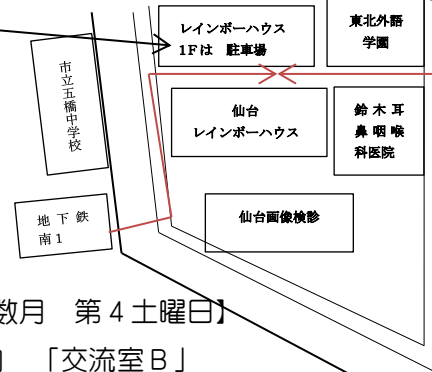 レインボーハウス
1Fは　駐車場
東北外語
学園
市立五橋中学校
仙台
レインボーハウス
鈴木耳
鼻咽喉
科医院
地下鉄
南1
仙台画像検診
数月　第4土曜日】
「交流室B」